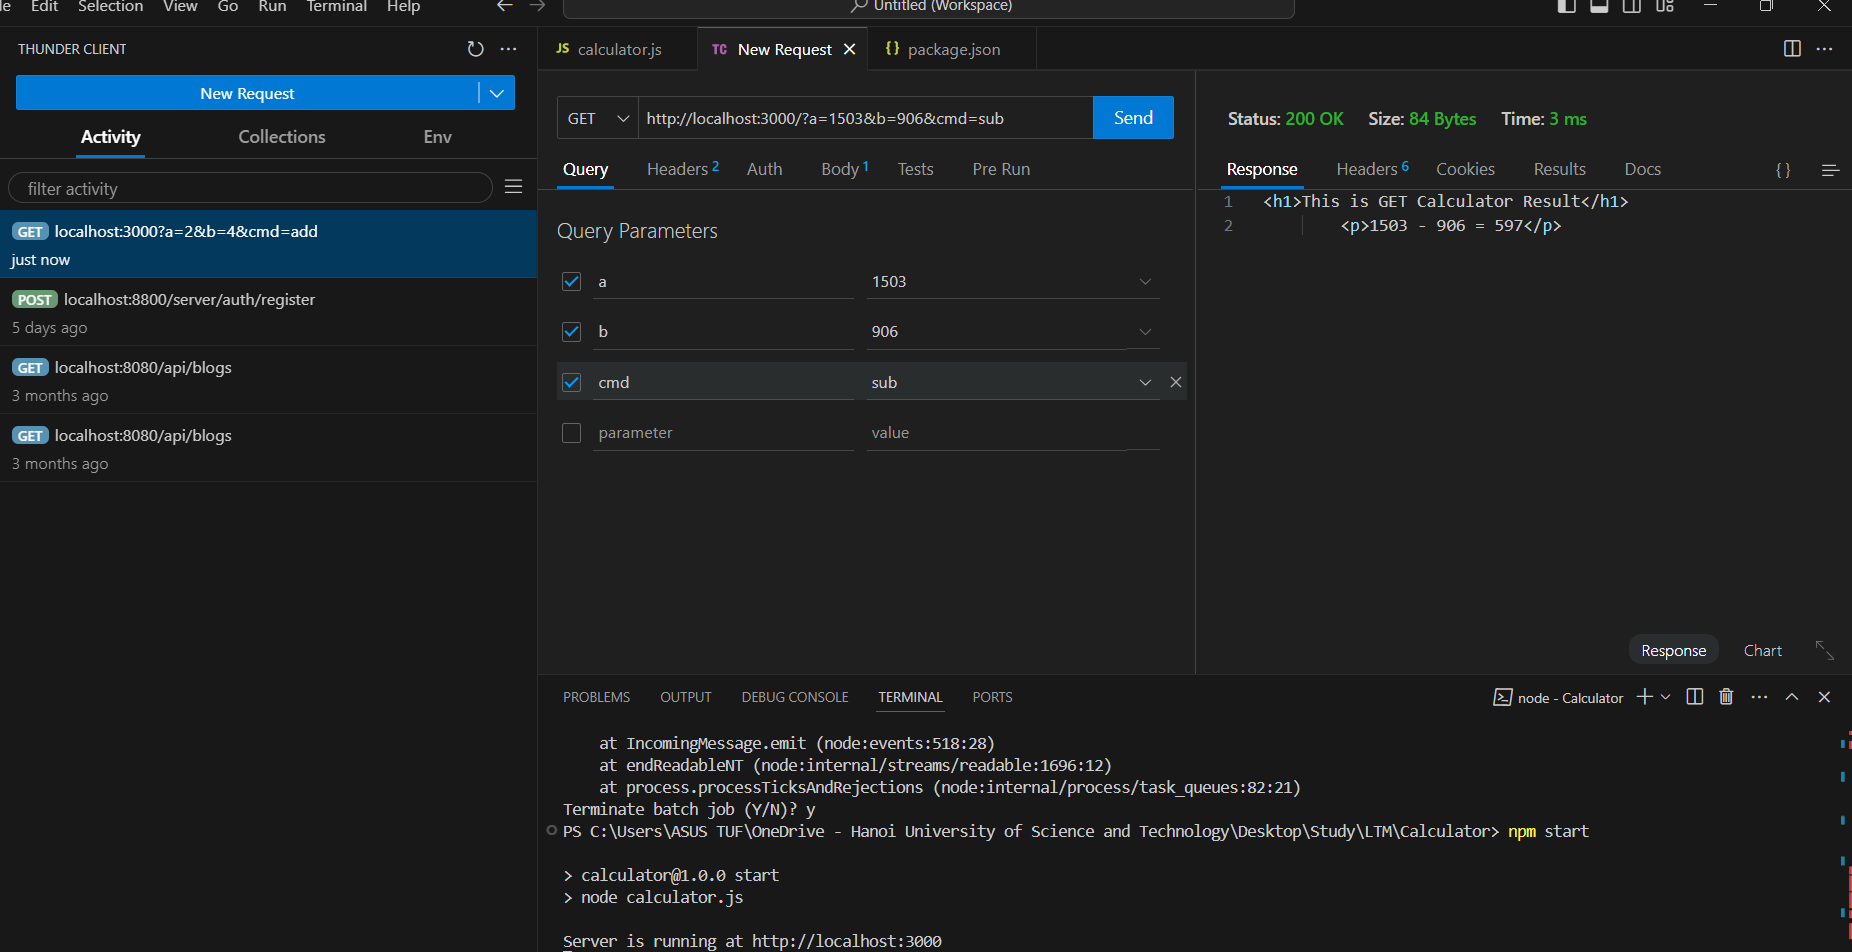 le Edit Selection View Go Run Terminal Help
Untitled (Workspace)
THUNDER CLIENT
New Request
Activity Collections Env
filter activity
GET localhost:3000?a=2&b=4&cmd=add
just now
POST localhost:8800/server/auth/register
5 days ago
GET localhost:8080/api/blogs
3 months ago
GET localhost:8080/api/blogs
3 months ago
JS calculator.js TC New Request {} package.json
GET http://localhost:3000/?a=1503&b=906&cmd=sub Send
Query Headers 2 Auth Body 1 Tests Pre Run
Query Parameters
a 1503
b 906
cmd sub
parameter value
Status: 200 OK Size: 84 Bytes Time: 3 ms
Response Headers 6 Cookies Results Docs {}
1 <h1>This is GET Calculator Result</h1>
2 <p>1503 - 906 = 597</p>
Response Chart
PROBLEMS OUTPUT DEBUG CONSOLE TERMINAL PORTS
node - Calculator
at IncomingMessage.emit (node:events:518:28)
at endReadableNT (node:internal/streams/readable:1696:12)
at process.processTicksAndRejections (node:internal/process/task_queues:82:21)
Terminate batch job (Y/N)? y
PS C:\Users\ASUS TUF\OneDrive - Hanoi University of Science and Technology\Desktop\Study\LTM\Calculator> npm start
> calculator@1.0.0 start
> node calculator.js
Server is running at http://localhost:3000